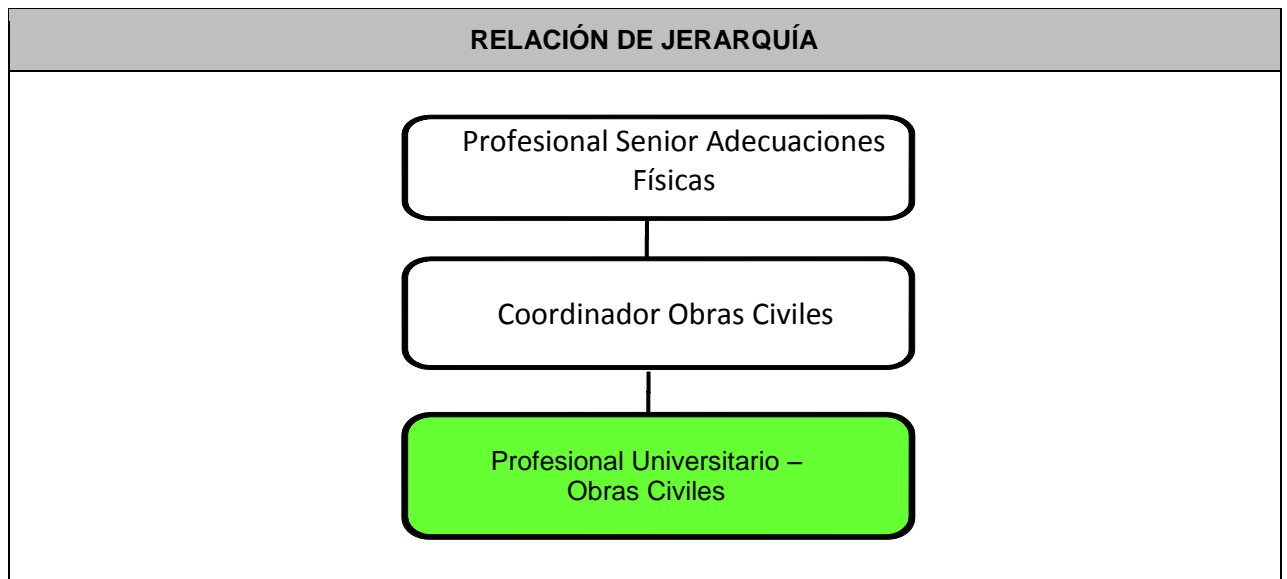 RELACIÓN DE JERARQUÍA
Profesional Senior Adecuaciones
Físicas
Coordinador Obras Civiles
Profesional Universitario –
Obras Civiles